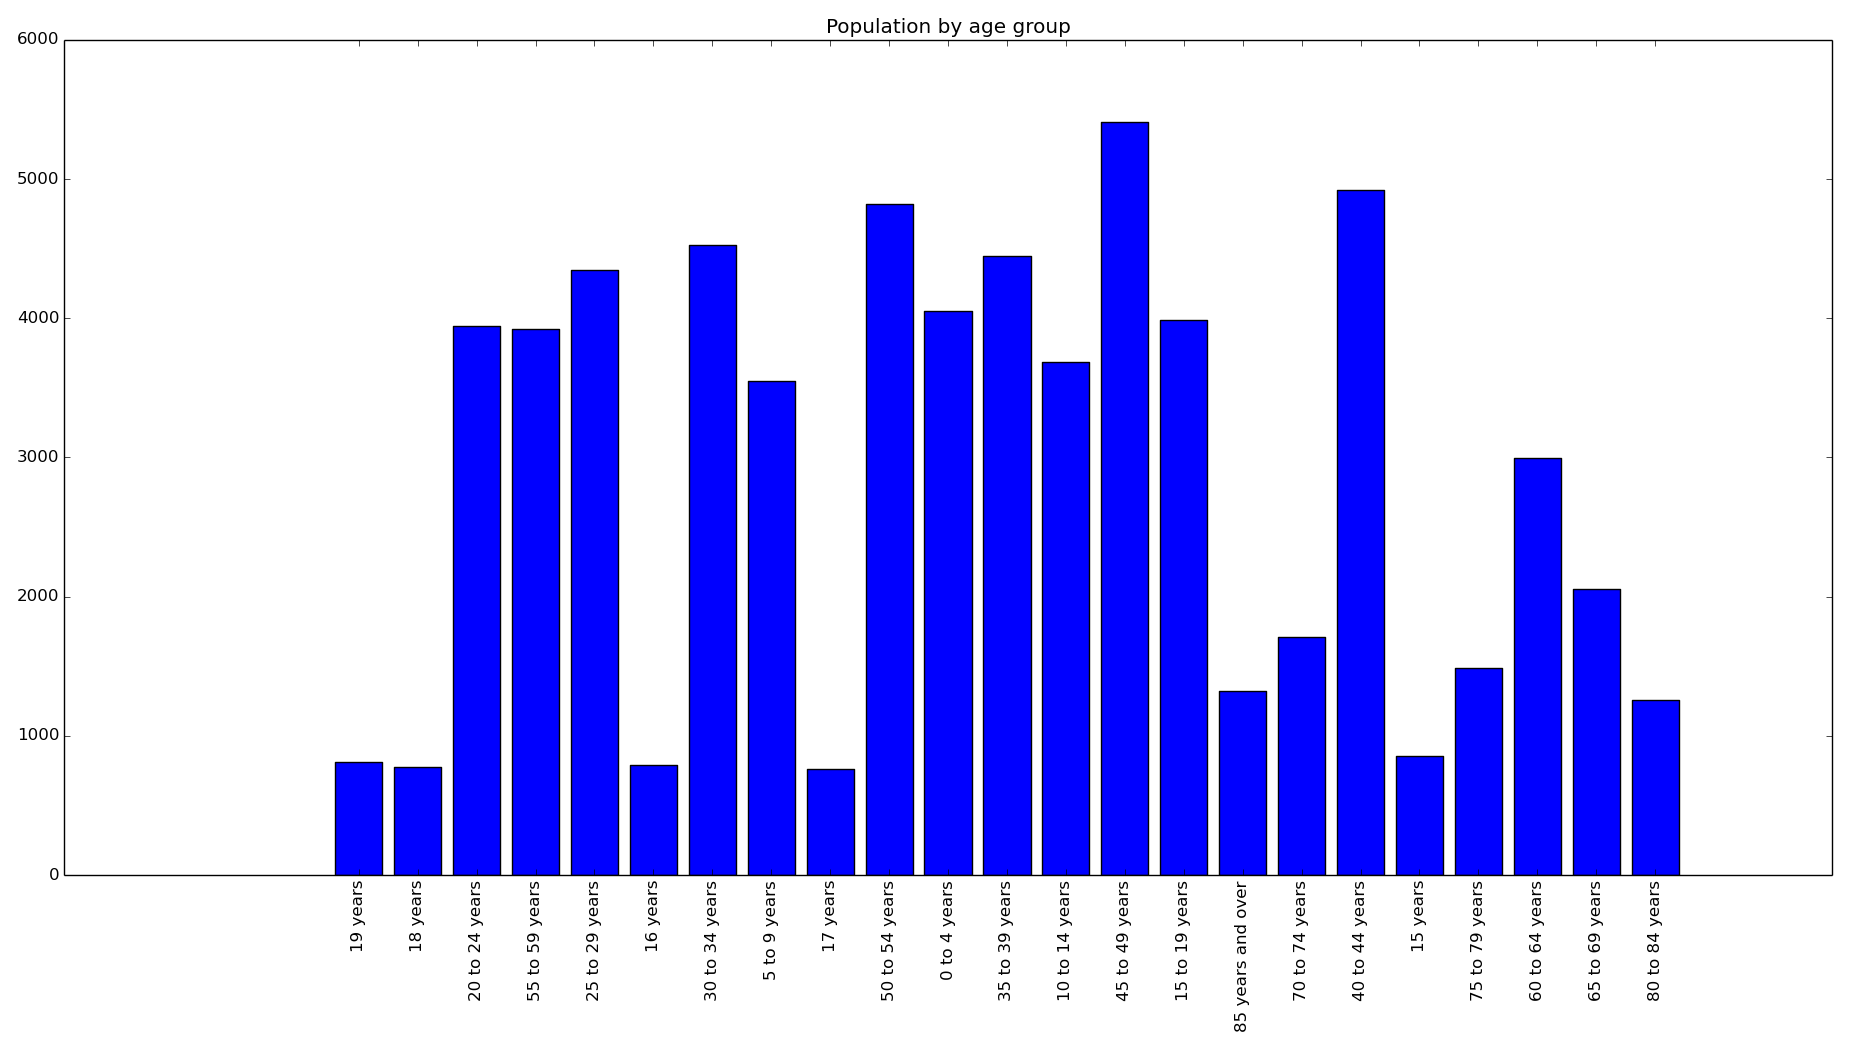 Population by age group
6000
5000
4000
3000
2000
1000
0
19 years
18 years
20 to 24 years
55 to 59 years
25 to 29 years
16 years
30 to 34 years
5 to 9 years
17 years
50 to 54 years
0 to 4 years
35 to 39 years
10 to 14 years
45 to 49 years
15 to 19 years
85 years and over
70 to 74 years
40 to 44 years
15 years
75 to 79 years
60 to 64 years
65 to 69 years
80 to 84 years